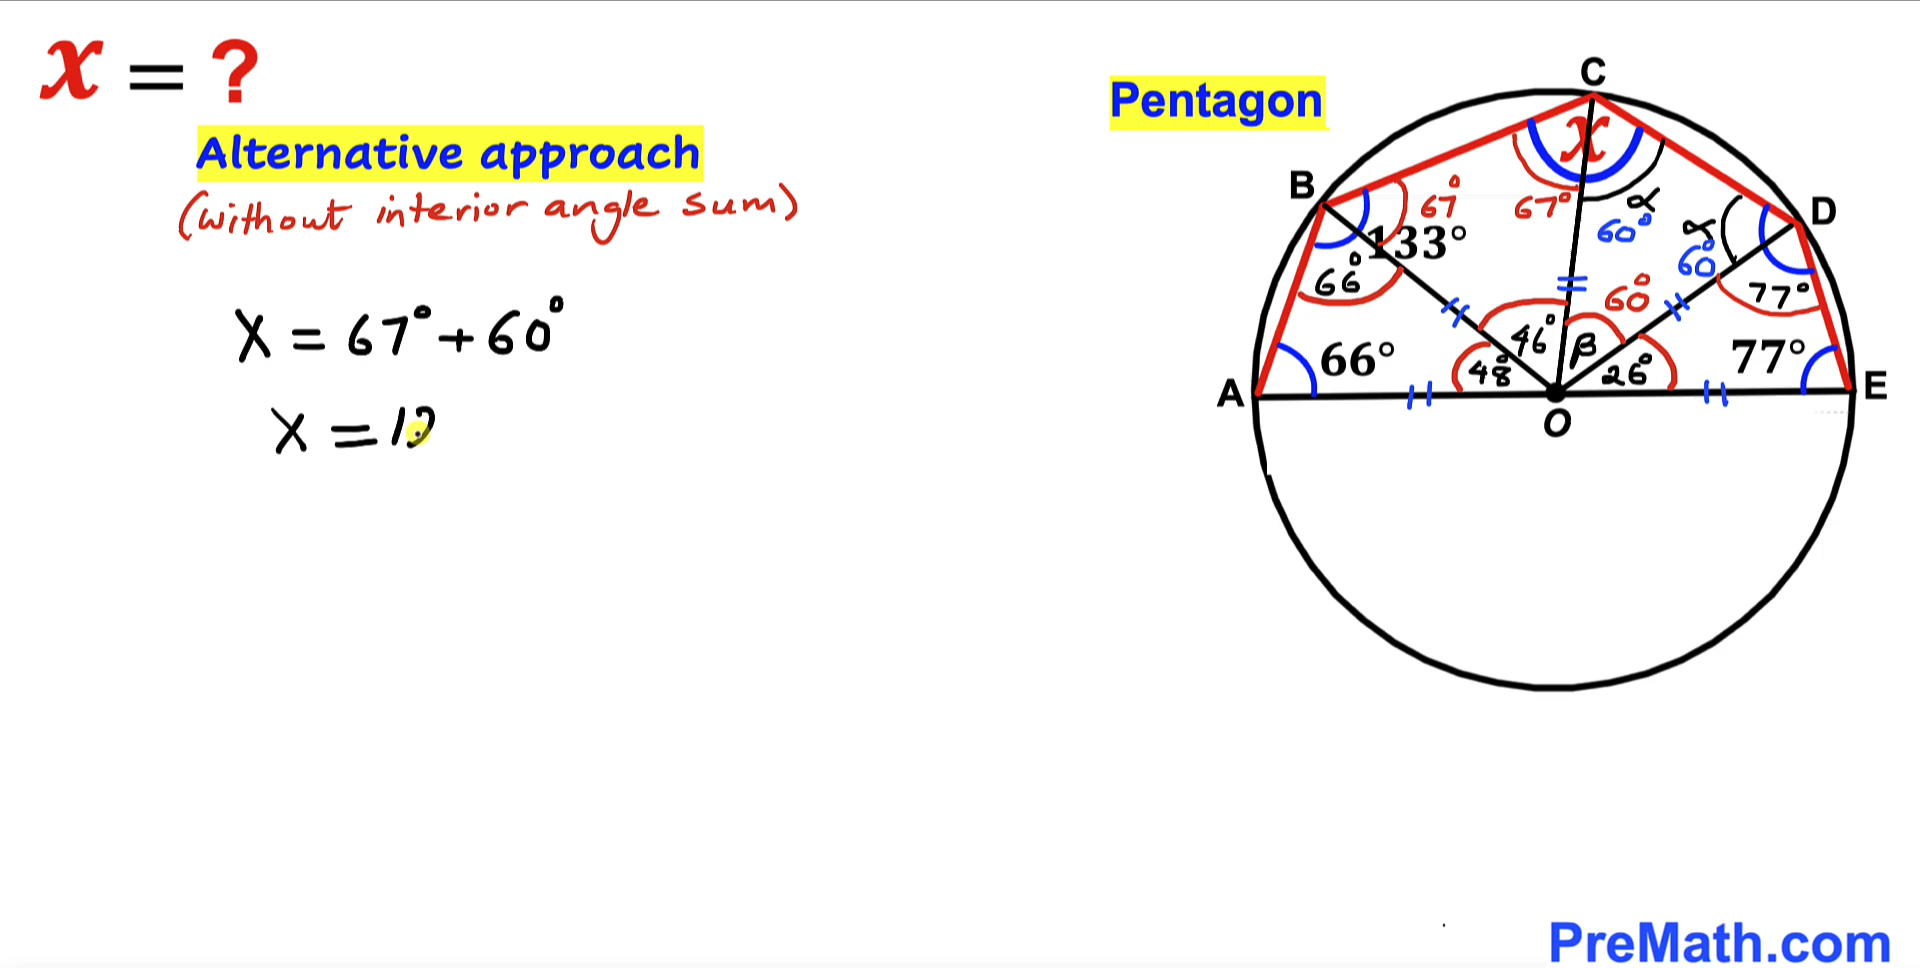 x = ?
Alternative approach
(without interior angle sum)
x = 67° + 60°
x = 12
Pentagon
C
x
B
D
67°
67°
α
α
133°
60°
60°
66°
60°
77°
46°
β
66°
48°
26°
77°
A
E
O
PreMath.com